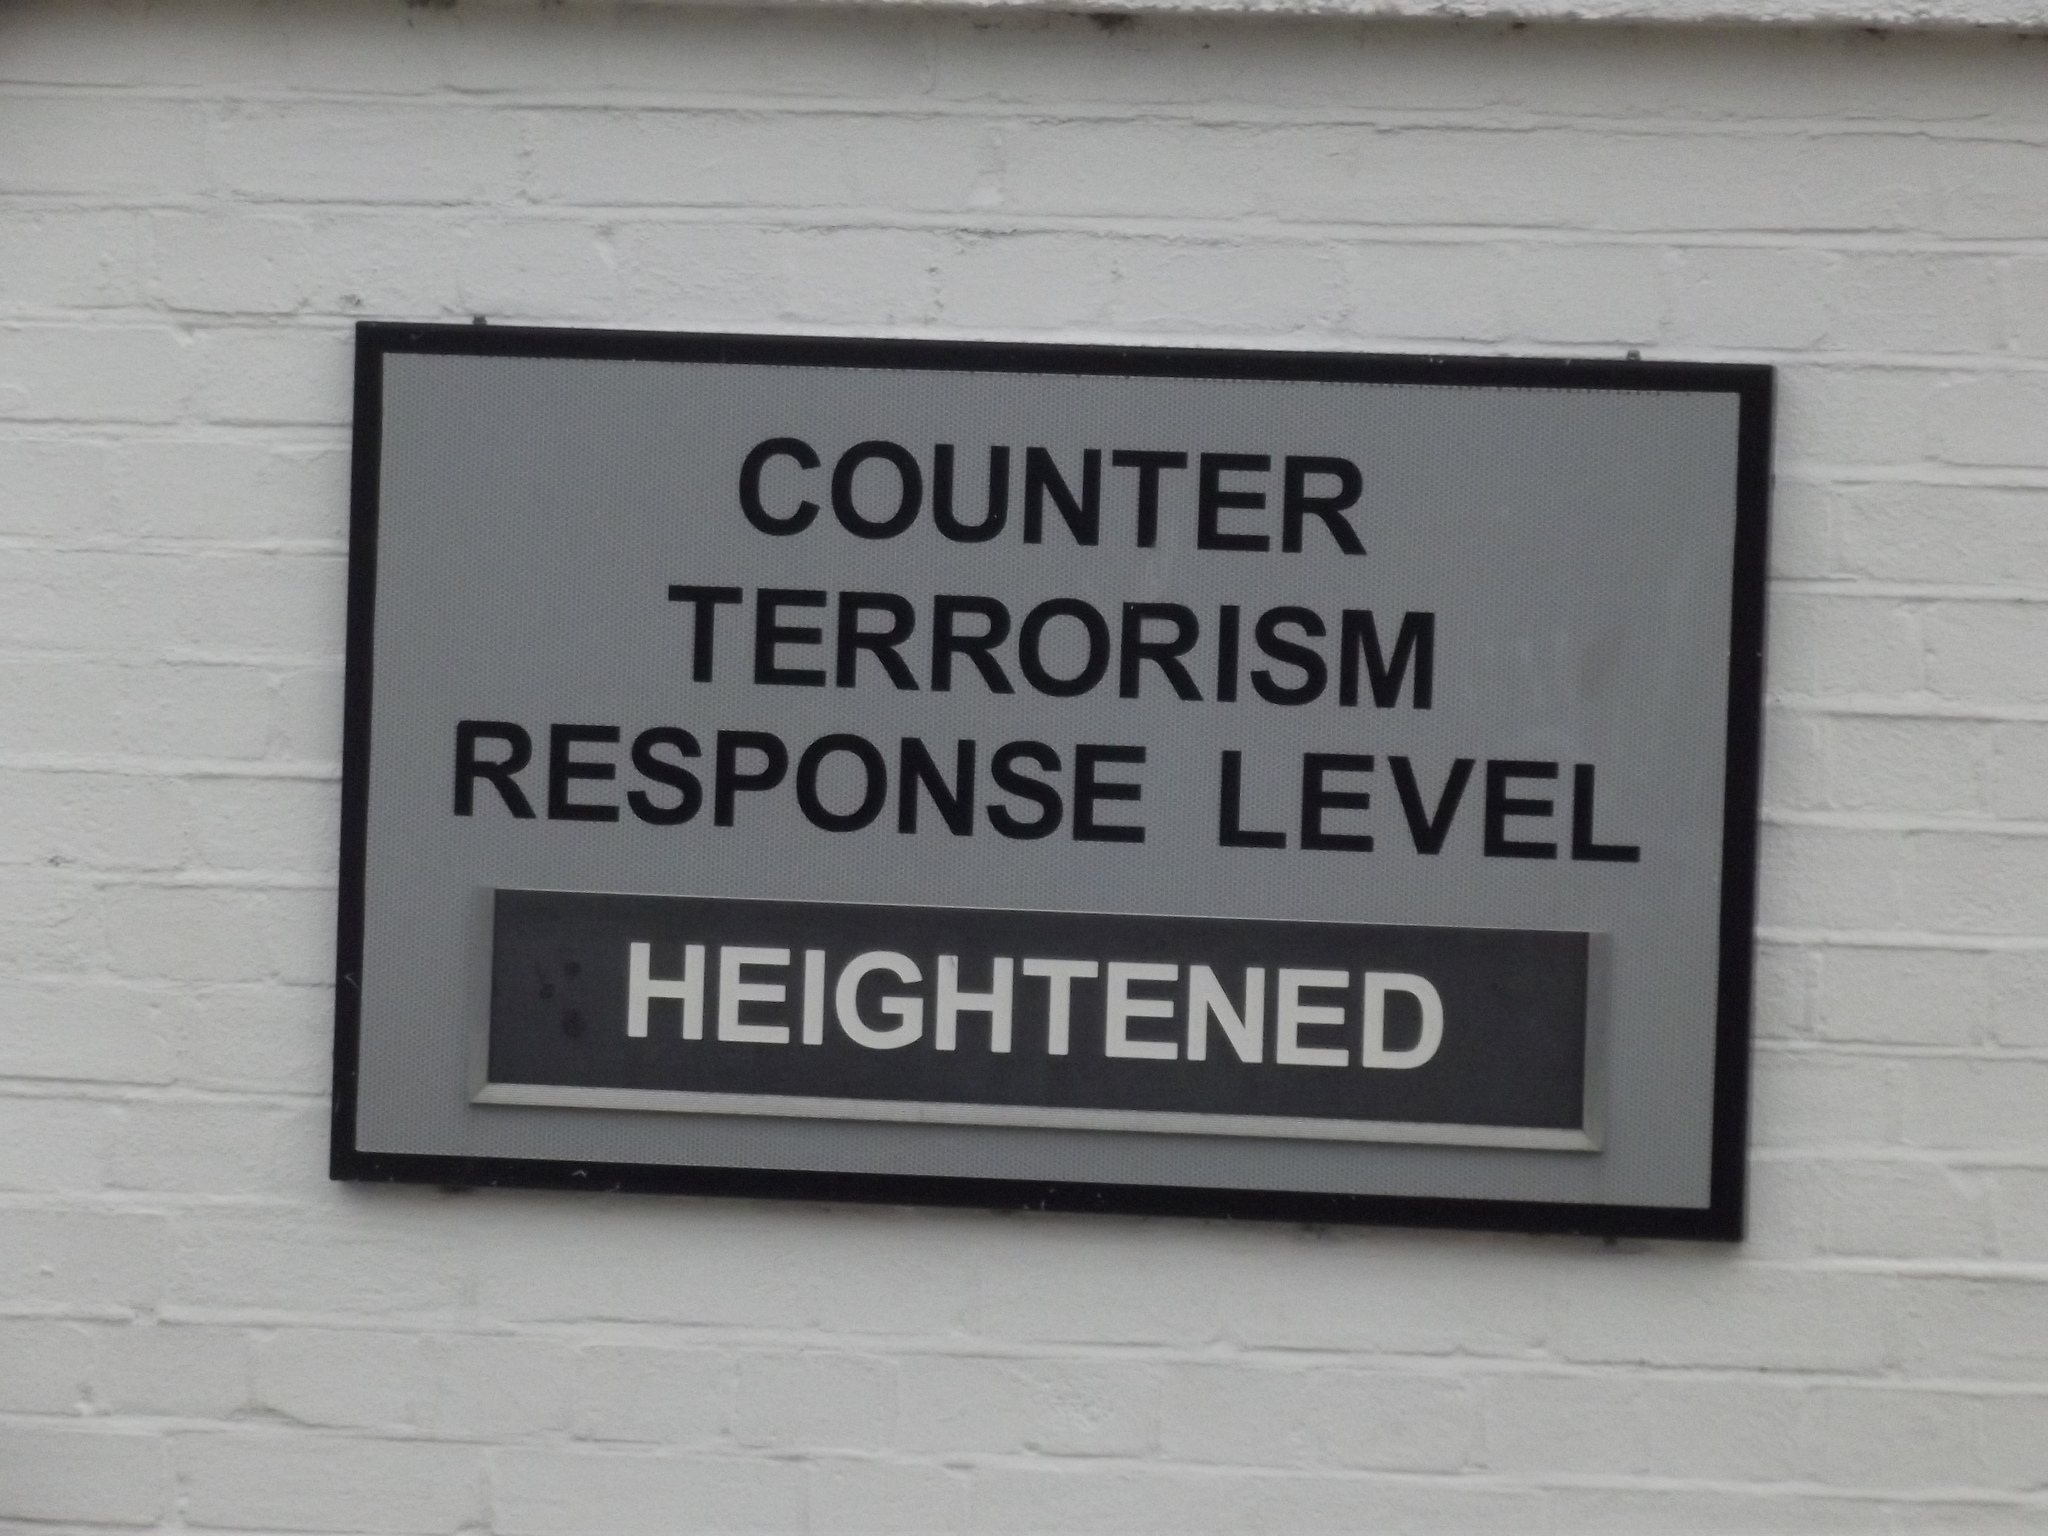 COUNTER
TERRORISM
RESPONSE LEVEL
HEIGHTENED